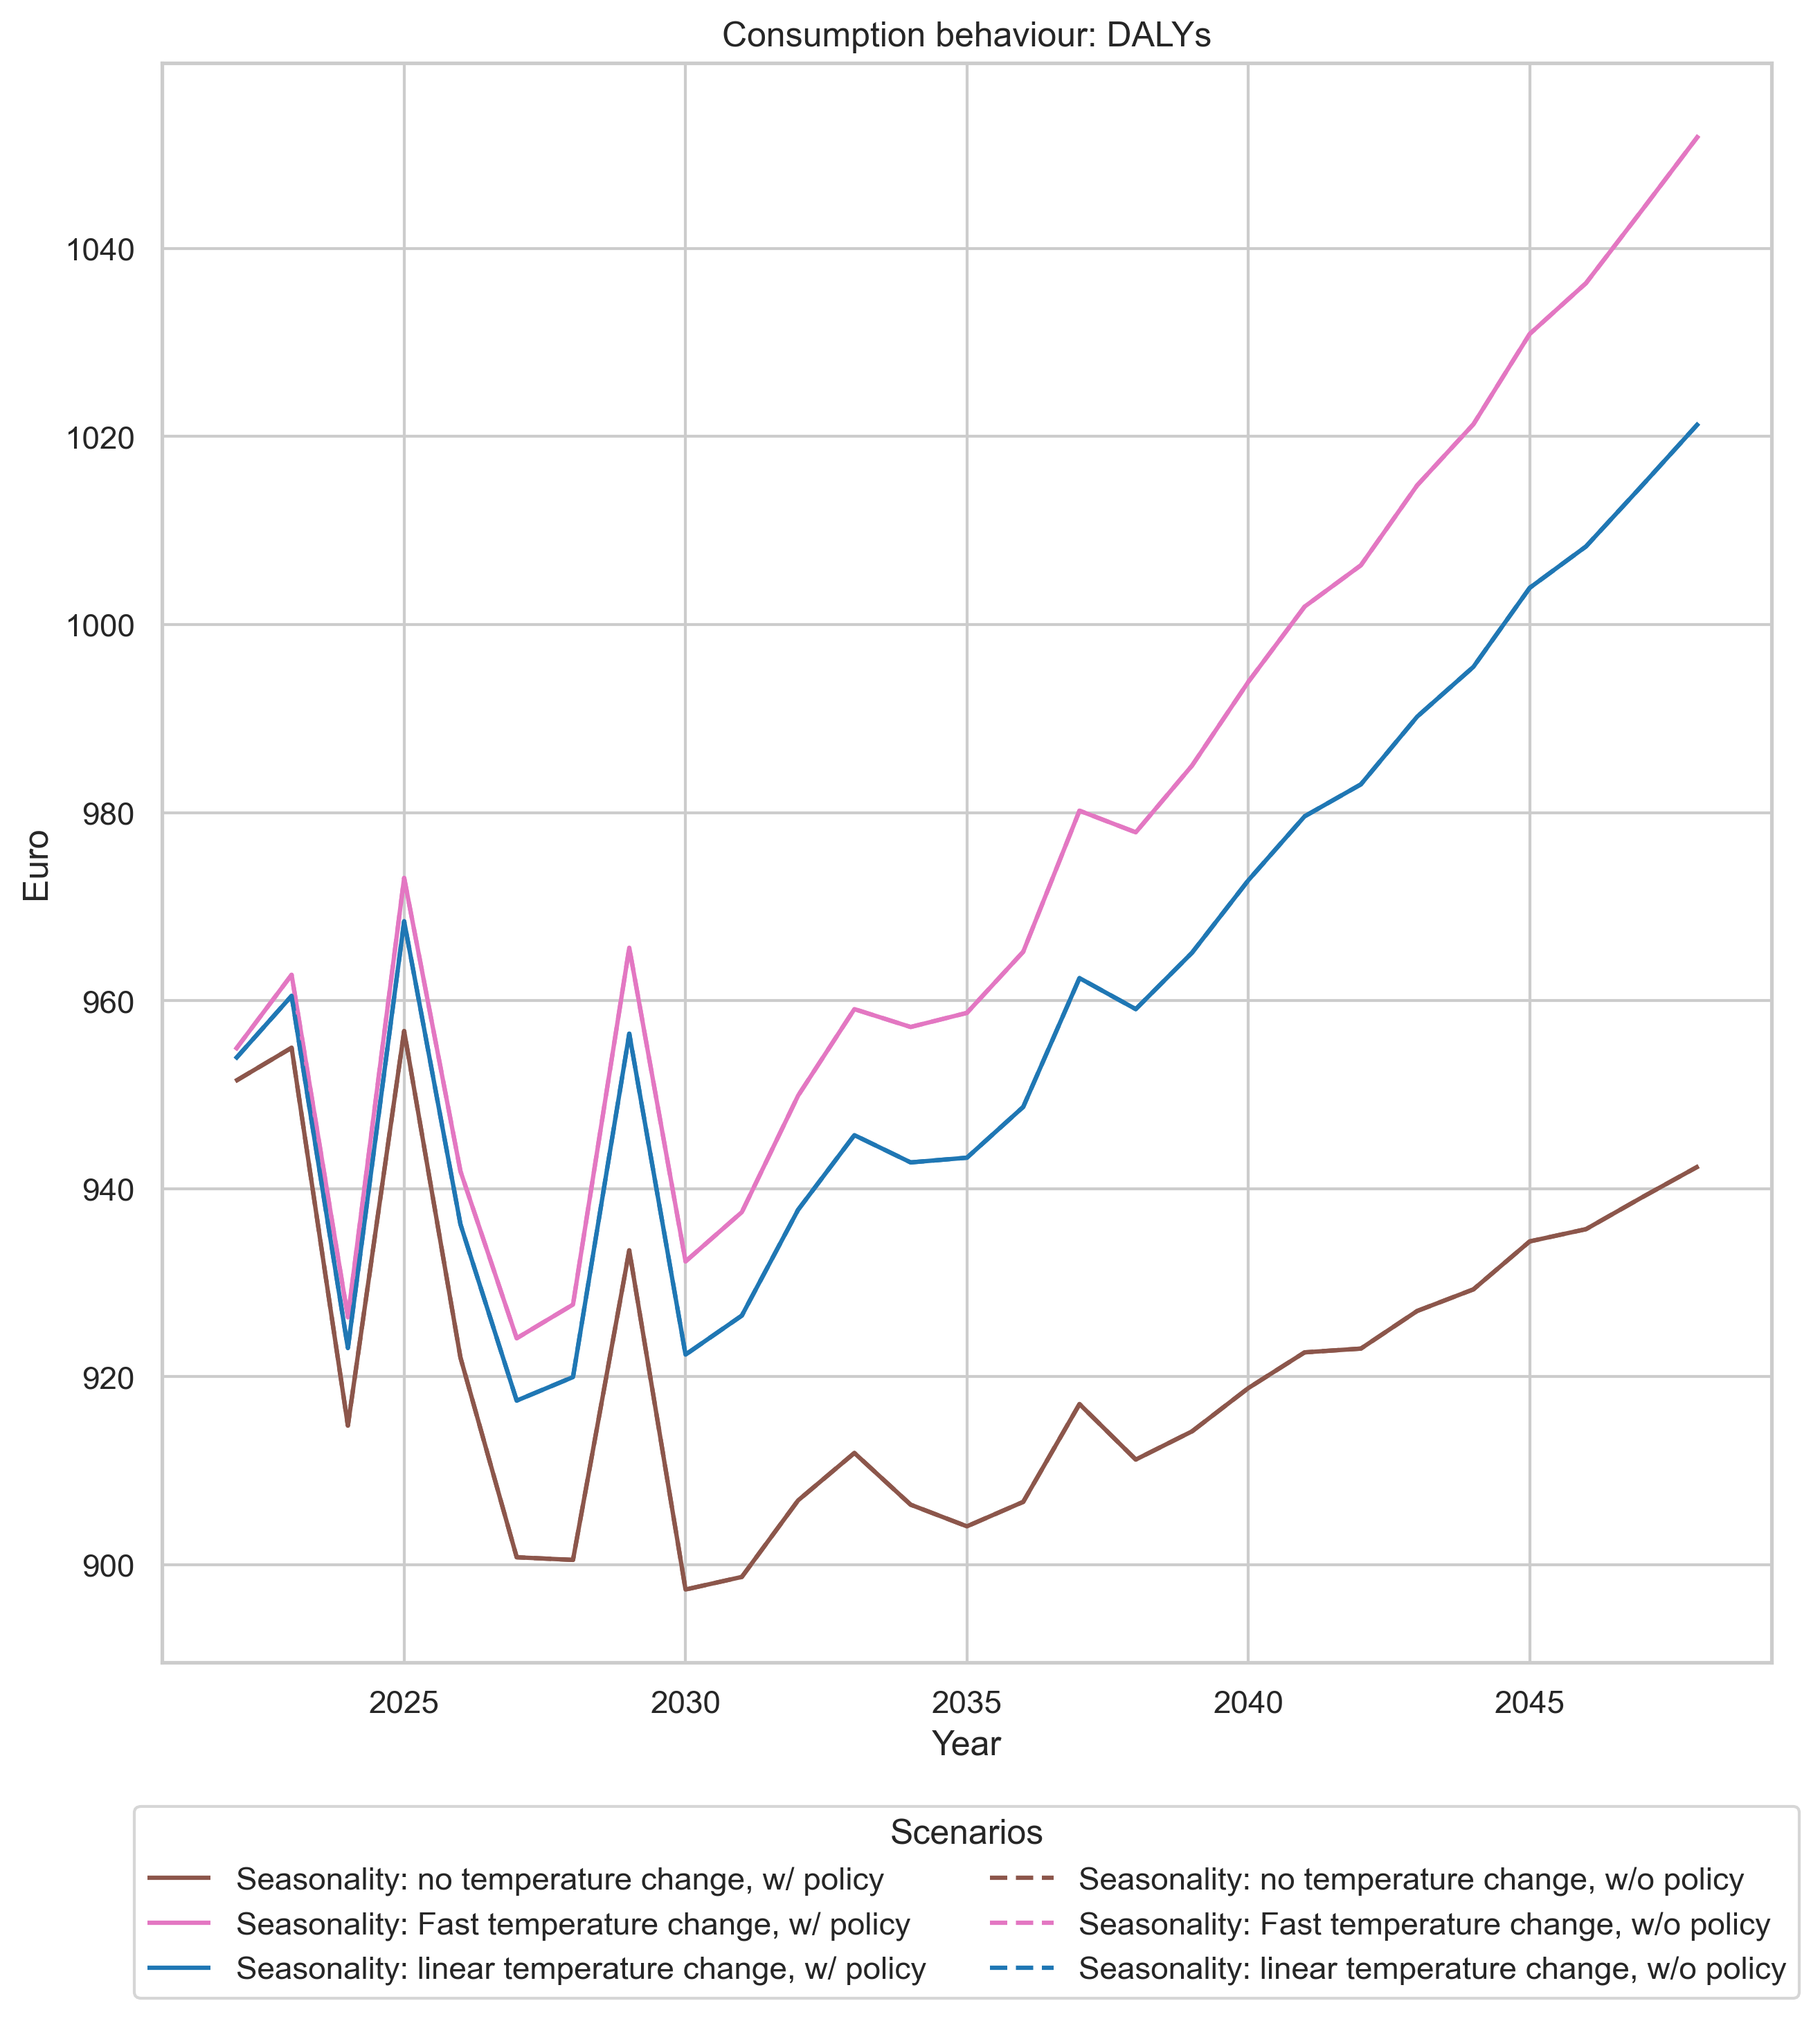 Consumption behaviour: DALYs
1040
1020
1000
980
960
940
920
900
Euro
2025 2030 2035 2040 2045
Year
Scenarios
Seasonality: no temperature change, w/ policy
Seasonality: Fast temperature change, w/ policy
Seasonality: linear temperature change, w/ policy
Seasonality: no temperature change, w/o policy
Seasonality: Fast temperature change, w/o policy
Seasonality: linear temperature change, w/o policy